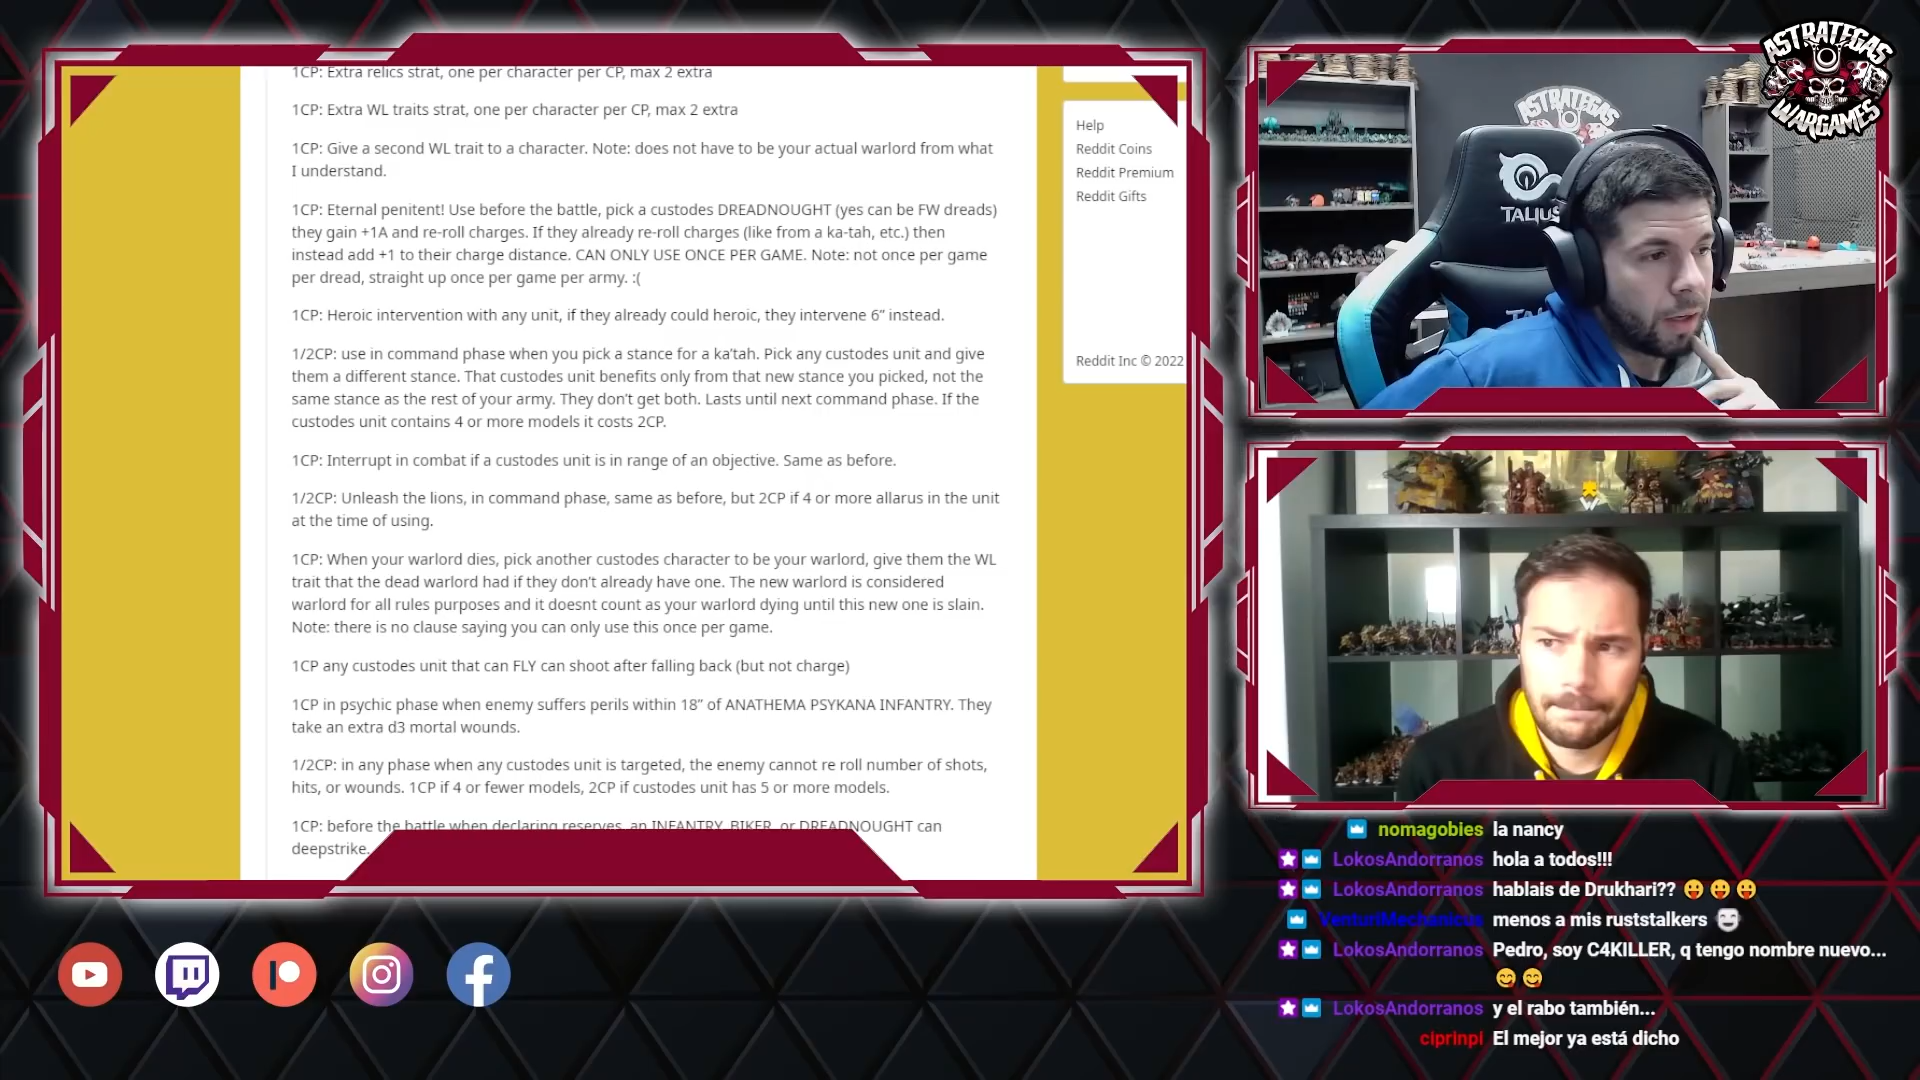 1CP: Extra relics strat, one per character per CP, max 2 extra
1CP: Extra WL traits strat, one per character per CP, max 2 extra
1CP: Give a second WL trait to a character. Note: does not have to be your actual warlord from what
I understand.
1CP: Eternal penitent! Use before the battle, pick a custodes DREADNOUGHT (yes can be FW dreads)
they gain +1A and re-roll charges. If they already re-roll charges (like from a ka-tah, etc.) then
instead add +1 to their charge distance. CAN ONLY USE ONCE PER GAME. Note: not once per game
per dread, straight up once per game per army. :(
1CP: Heroic intervention with any unit, if they already could heroic, they intervene 6” instead.
1/2CP: use in command phase when you pick a stance for a ka’tah. Pick any custodes unit and give
them a different stance. That custodes unit benefits only from that new stance you picked, not the
same stance as the rest of your army. They don’t get both. Lasts until next command phase. If the
custodes unit contains 4 or more models it costs 2CP.
1CP: Interrupt in combat if a custodes unit is in range of an objective. Same as before.
1/2CP: Unleash the lions, in command phase, same as before, but 2CP if 4 or more allarus in the unit
at the time of using.
1CP: When your warlord dies, pick another custodes character to be your warlord, give them the WL
trait that the dead warlord had if they don’t already have one. The new warlord is considered
warlord for all rules purposes and it doesnt count as your warlord dying until this new one is slain.
Note: there is no clause saying you can only use this once per game.
1CP any custodes unit that can FLY can shoot after falling back (but not charge)
1CP in psychic phase when enemy suffers perils within 18” of ANATHEMA PSYKANA INFANTRY. They
take an extra d3 mortal wounds.
1/2CP: in any phase when any custodes unit is targeted, the enemy cannot re roll number of shots,
hits, or wounds. 1CP if 4 or fewer models, 2CP if custodes unit has 5 or more models.
1CP: before the battle when declaring reserves, an INFANTRY, BIKER, or DREADNOUGHT can
deepstrike.
Help
Reddit Coins
Reddit Premium
Reddit Gifts
Reddit Inc © 2022
ASTRATEGAS
WARGAMES
ASTRATEGAS
TALIUS
nomagobies la nancy
LokosAndorranos hola a todos!!!
LokosAndorranos hablais de Drukhari?? 😛 😛 😛
VenturiMechanicus menos a mis ruststalkers
LokosAndorranos Pedro, soy C4KILLER, q tengo nombre nuevo...
😊 😊
LokosAndorranos y el rabo también...
ciprinpi El mejor ya está dicho